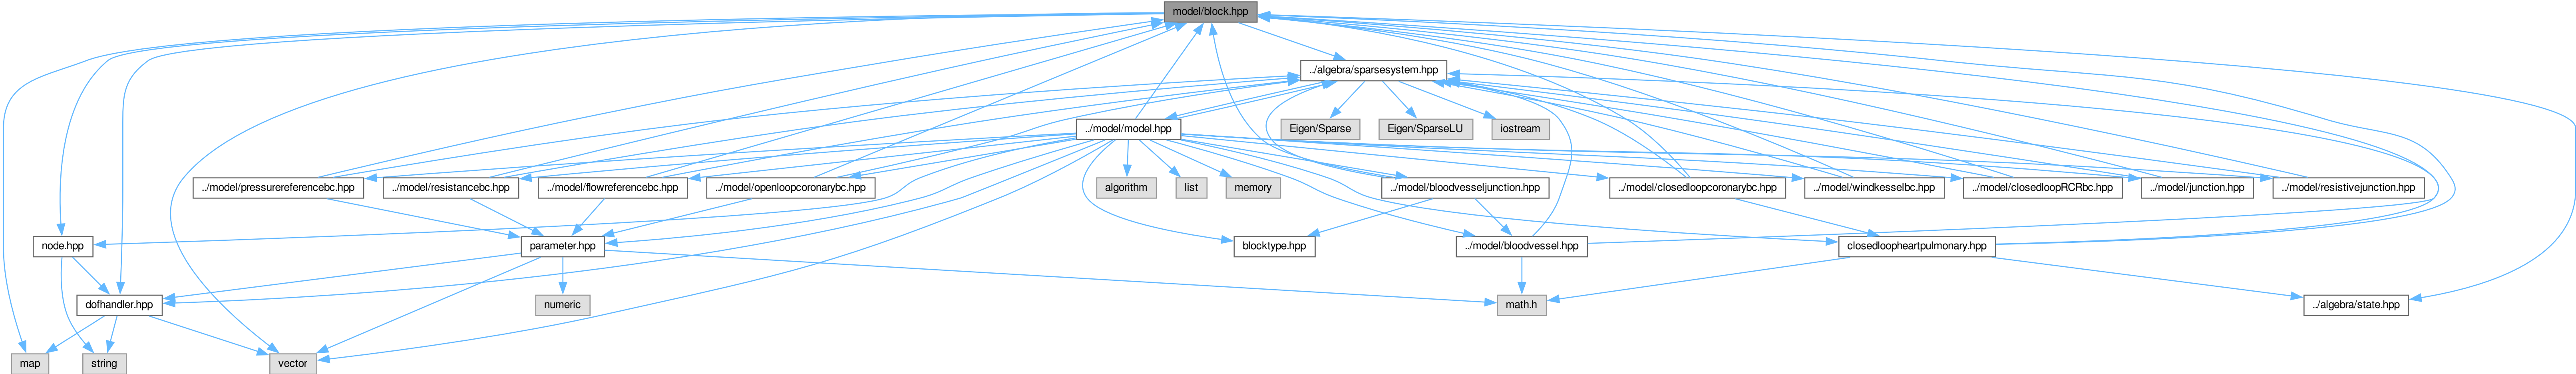 model/block.hpp
../algebra/sparsesystem.hpp
../model/model.hpp
Eigen/Sparse
Eigen/SparseLU
iostream
../model/pressurereferencebc.hpp
../model/resistancebc.hpp
../model/flowreferencebc.hpp
../model/openloopcoronarybc.hpp
algorithm
list
memory
../model/bloodvesseljunction.hpp
../model/closedloopcoronarybc.hpp
../model/windkesselbc.hpp
../model/closedloopRCRbc.hpp
../model/junction.hpp
../model/resistivejunction.hpp
node.hpp
parameter.hpp
blocktype.hpp
../model/bloodvessel.hpp
closedloopheartpulmonary.hpp
dofhandler.hpp
numeric
math.h
../algebra/state.hpp
map
string
vector